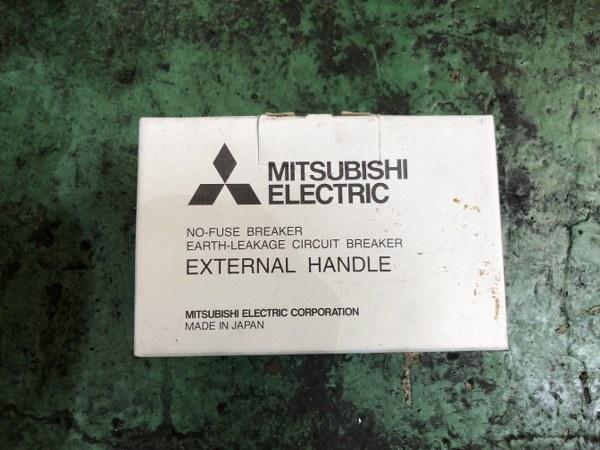 MITSUBISHI
ELECTRIC
NO-FUSE BREAKER
EARTH-LEAKAGE CIRCUIT BREAKER
EXTERNAL HANDLE
MITSUBISHI ELECTRIC CORPORATION
MADE IN JAPAN